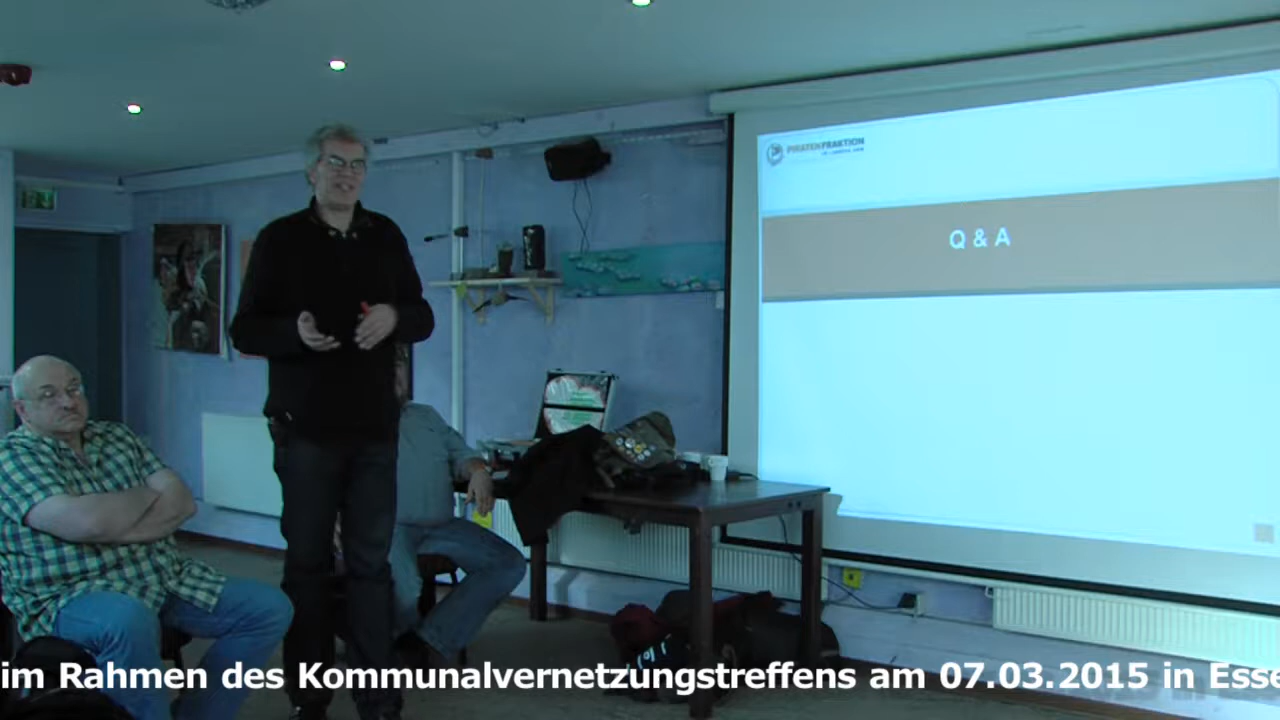 PIRATENFRAKTION
Q & A
im Rahmen des Kommunalvernetzungstreffens am 07.03.2015 in Esse